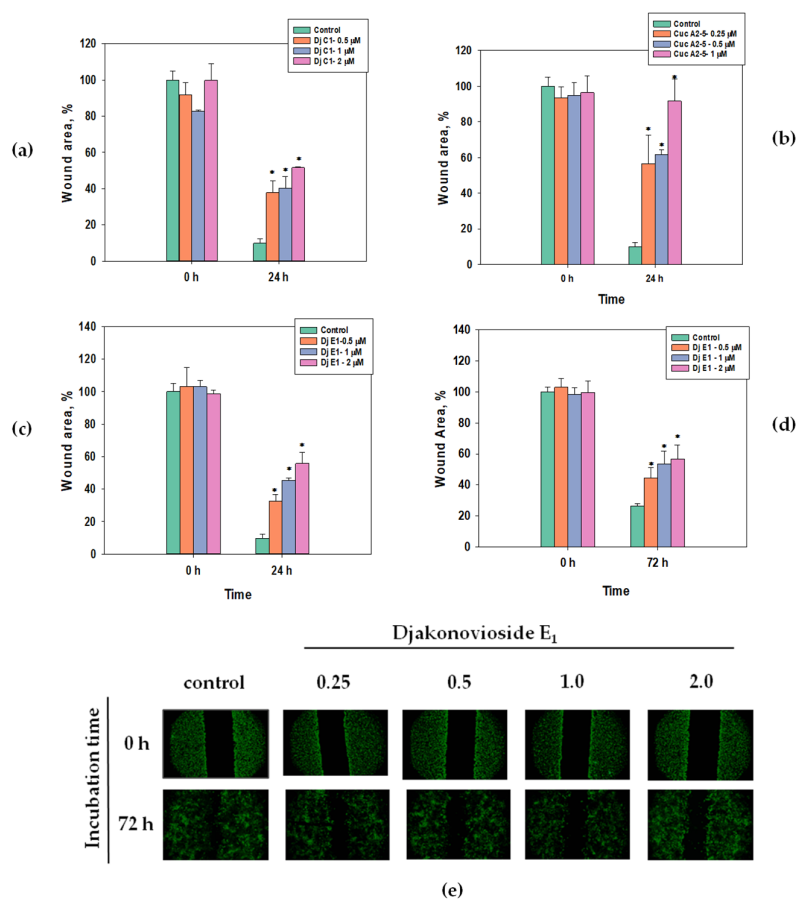 (a)
Control
Dj C1- 0.5 µM
Dj C1- 1 µM
Dj C1- 2 µM
Wound area, %
120
100
80
60
40
20
0
* * *
0 h 24 h
(b)
Control
Cuc A2-5- 0.25 µM
Cuc A2-5 - 0.5 µM
Cuc A2-5- 1 µM
Wound area, %
120
100
80
60
40
20
0
* * *
0 h 24 h
Time
(c)
Control
Dj E1-0.5 µM
Dj E1- 1 µM
Dj E1 - 2 µM
Wound area, %
140
120
100
80
60
40
20
0
* * *
0 h 24 h
Time
(d)
Control
Dj E1 - 0.5 µM
Dj E1 - 1 µM
Dj E1 - 2 µM
Wound Area, %
140
120
100
80
60
40
20
0
* * *
0 h 72 h
Time
Djakonovioside E₁
control 0.25 0.5 1.0 2.0
Incubation time
0 h
72 h
(e)